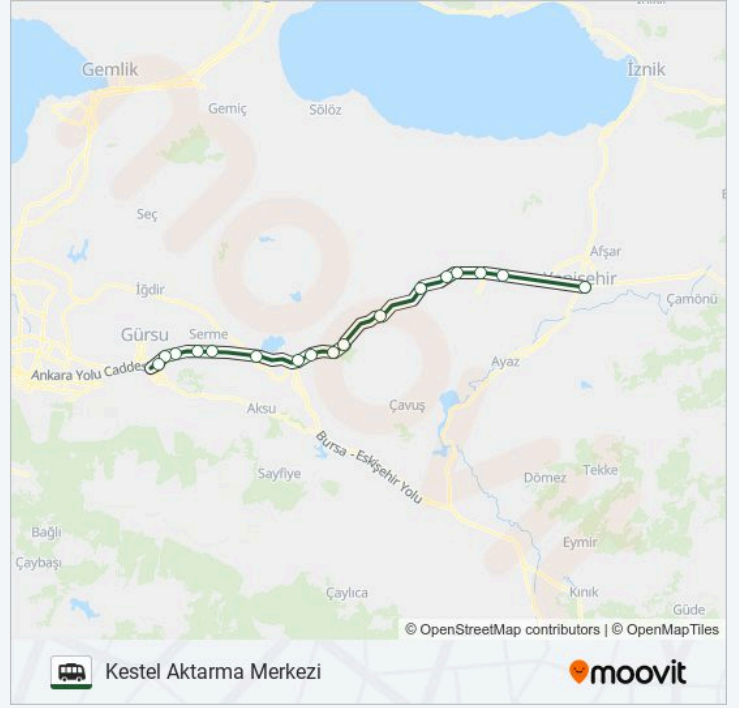 Gemlik
İznik
Gemiç
Sölöz
Seç
Afşar
Yenişehir
İğdir
Çamönü
Gürsu
Serme
Ankara Yolu Caddes
Ayaz
Aksu
Çavuş
Bursa - Eskişehir Yolu
Sayfiye
Dömez
Tekke
Bağlı
Eymir
Çaybaşı
Çaylıca
Kınık
Güde
© OpenStreetMap contributors | © OpenMapTiles
Kestel Aktarma Merkezi
moovit